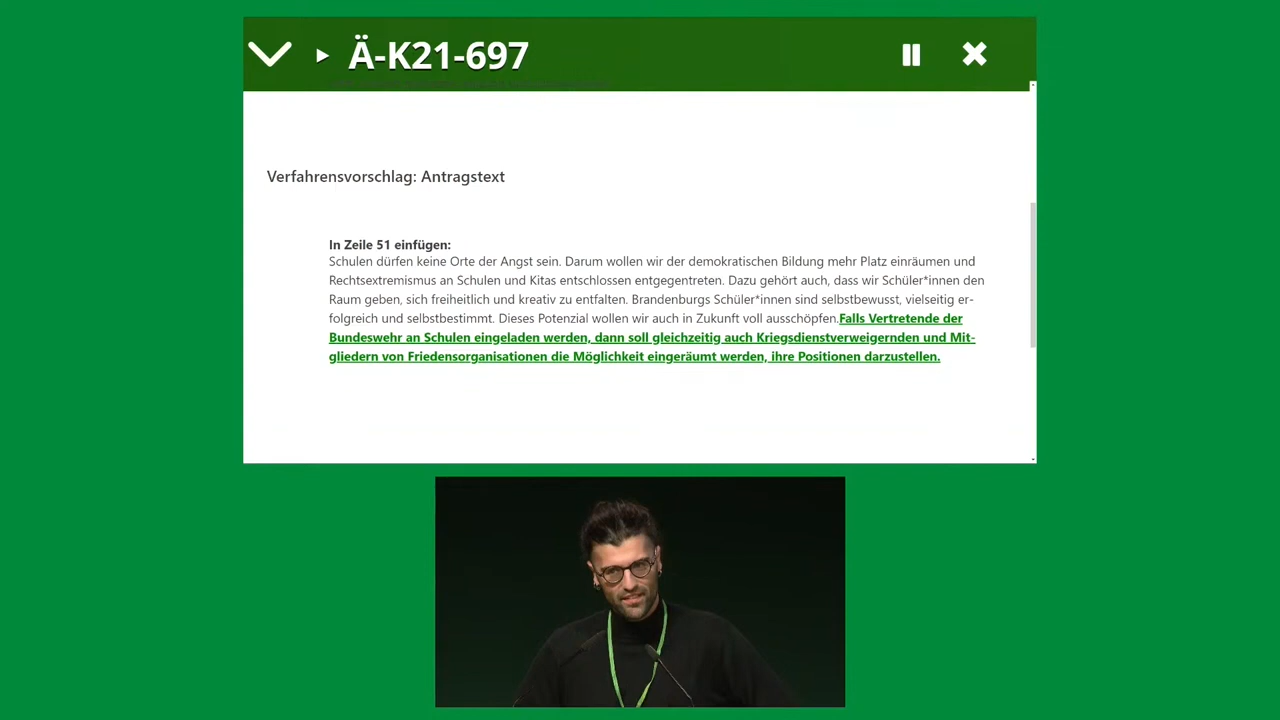 Ä-K21-697
Verfahrensvorschlag: Antragstext
In Zeile 51 einfügen:
Schulen dürfen keine Orte der Angst sein. Darum wollen wir der demokratischen Bildung mehr Platz einräumen und
Rechtsextremismus an Schulen und Kitas entschlossen entgegentreten. Dazu gehört auch, dass wir Schüler*innen den
Raum geben, sich freiheitlich und kreativ zu entfalten. Brandenburgs Schüler*innen sind selbstbewusst, vielseitig er-
folgreich und selbstbestimmt. Dieses Potenzial wollen wir auch in Zukunft voll ausschöpfen.Falls Vertretende der
Bundeswehr an Schulen eingeladen werden, dann soll gleichzeitig auch Kriegsdienstverweigernden und Mit-
gliedern von Friedensorganisationen die Möglichkeit eingeräumt werden, ihre Positionen darzustellen.